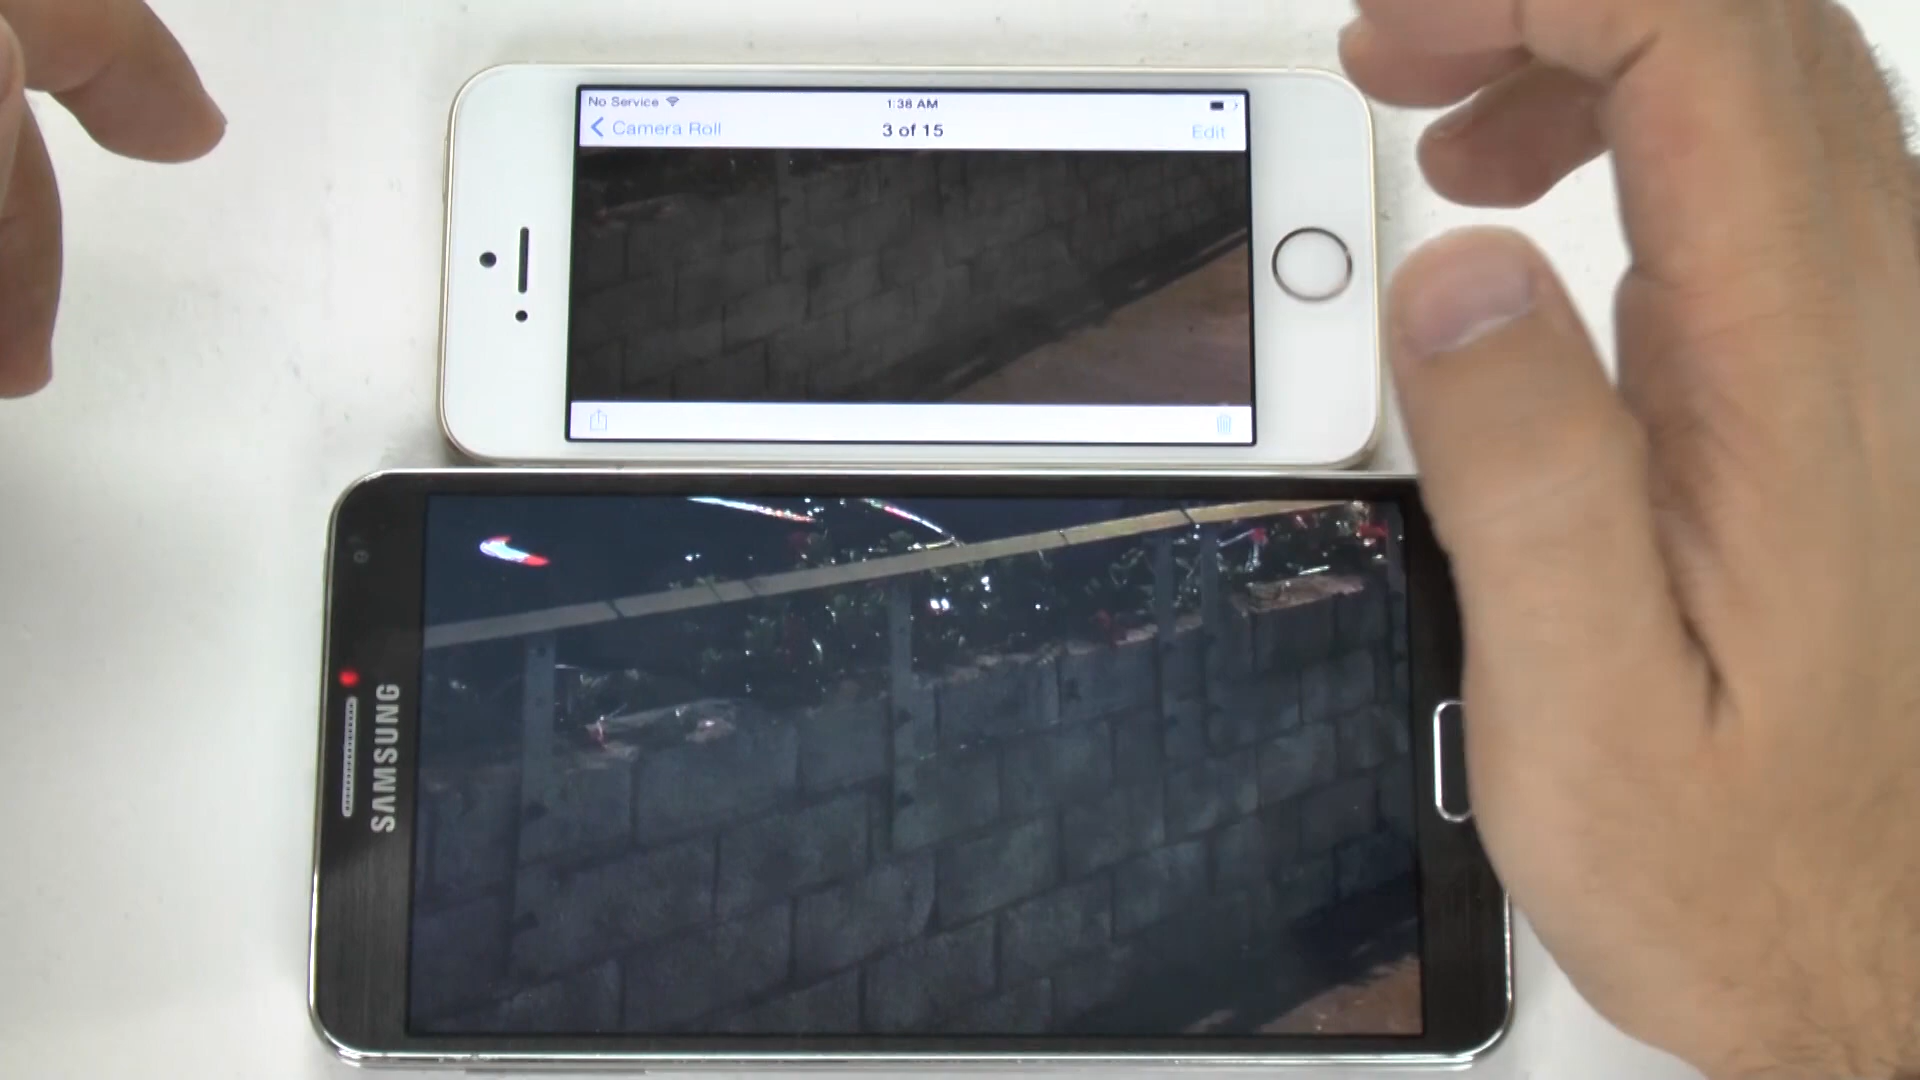 No Service
1:38 AM
Camera Roll
3 of 15
Edit
SAMSUNG